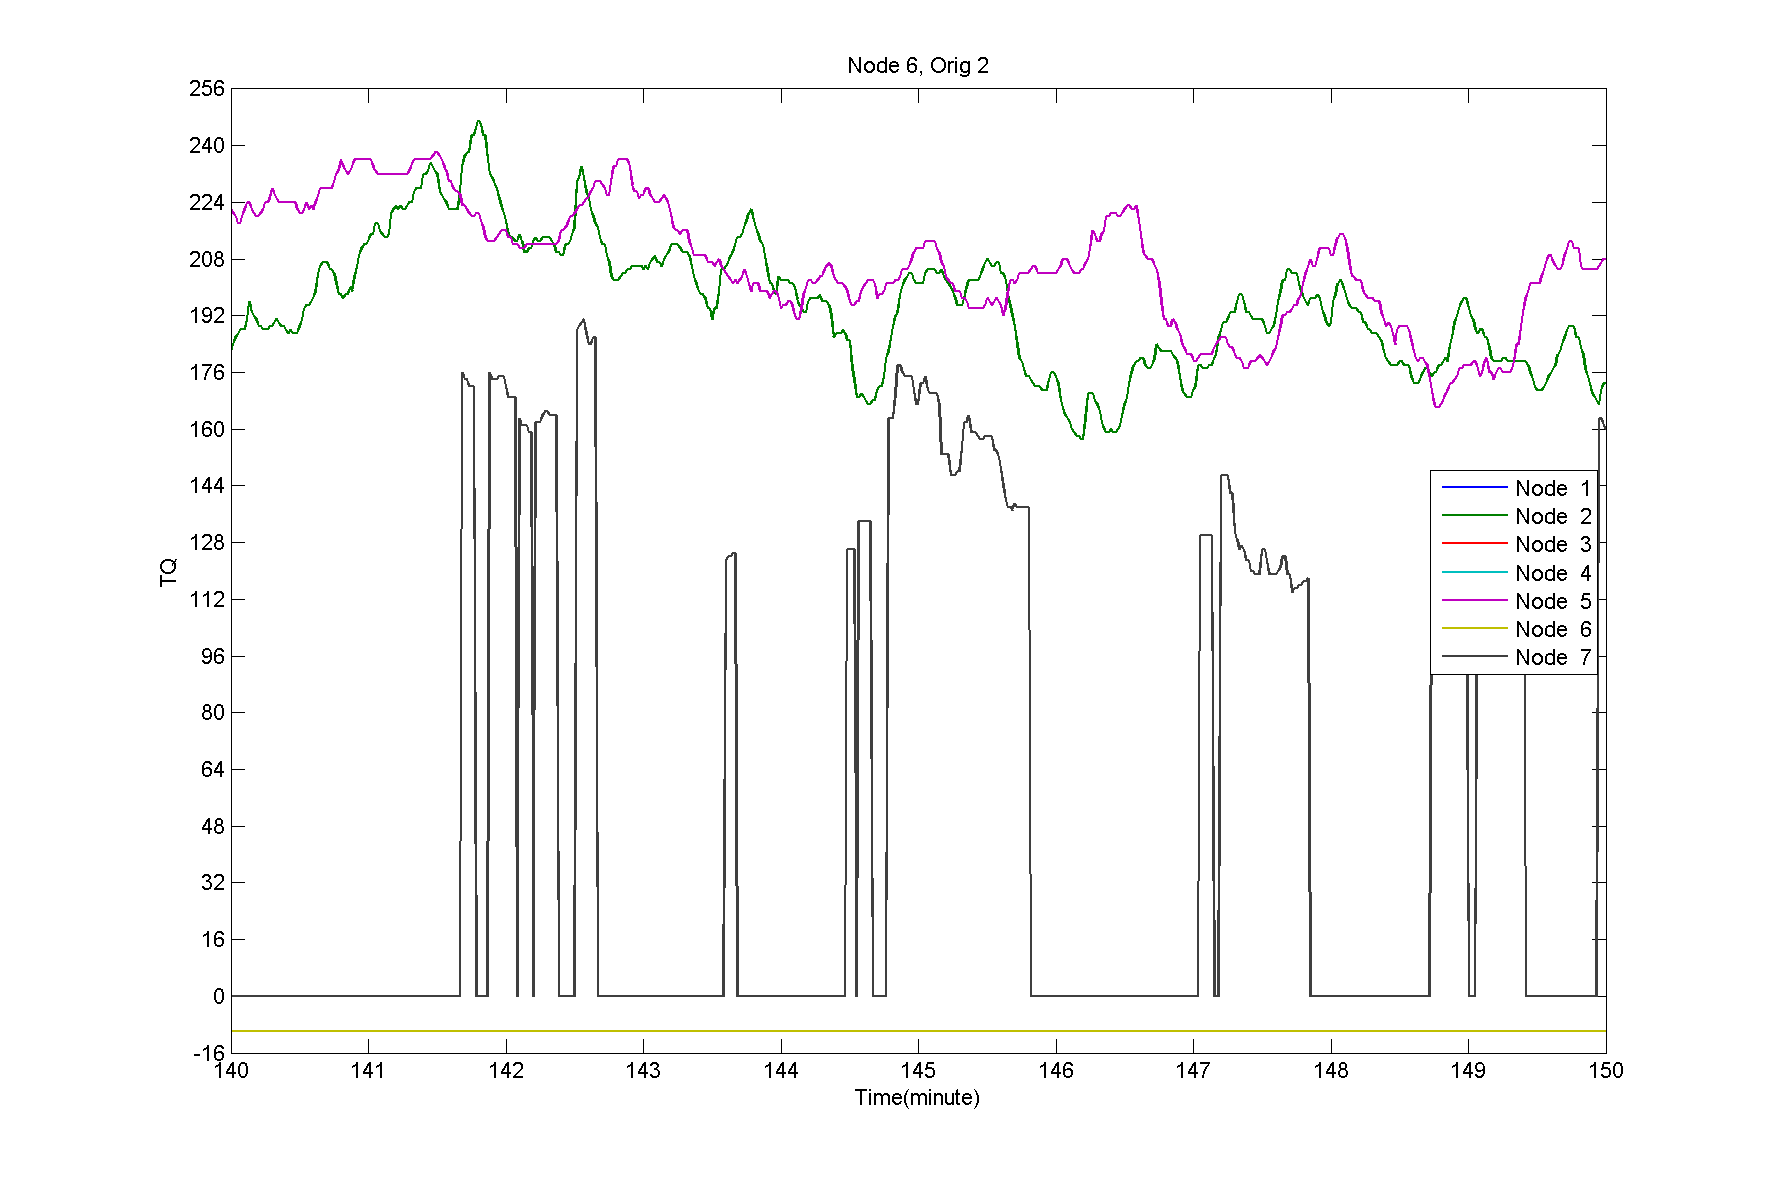 Node 6, Orig 2
256
240
224
208
192
176
160
144
128
112
96
80
64
48
32
16
0
-16
TQ
Node 1
Node 2
Node 3
Node 4
Node 5
Node 6
Node 7
140 141 142 143 144 145 146 147 148 149 150
Time(minute)